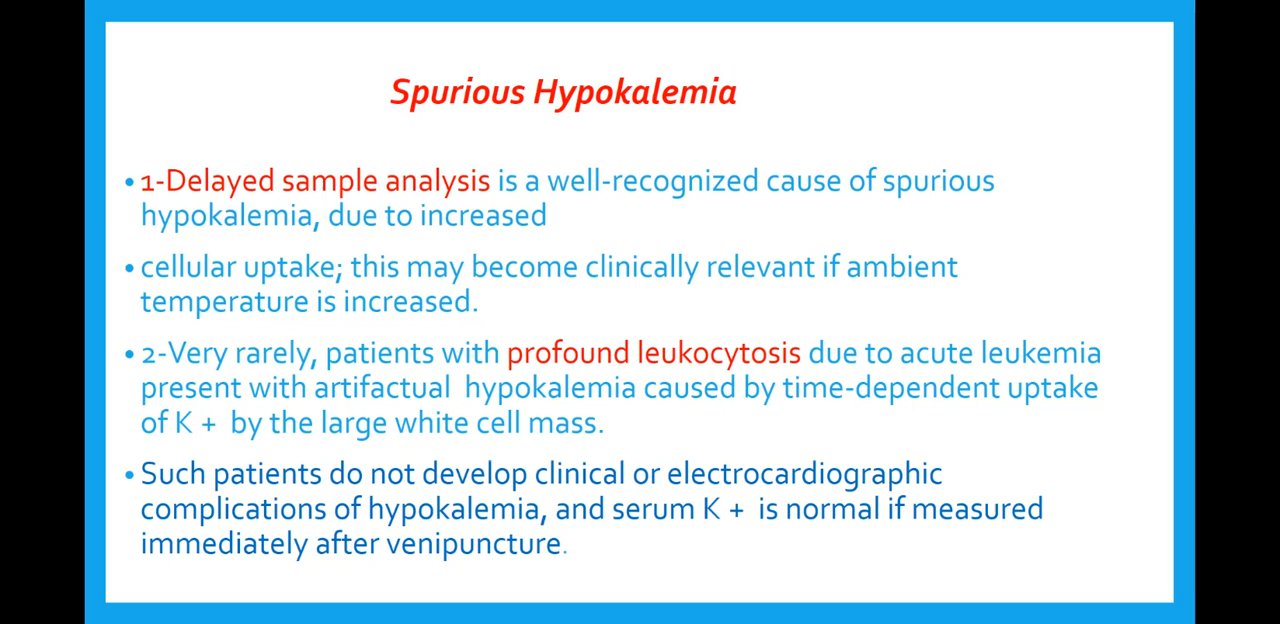 Spurious Hypokalemia
• 1-Delayed sample analysis is a well-recognized cause of spurious
hypokalemia, due to increased
• cellular uptake; this may become clinically relevant if ambient
temperature is increased.
• 2-Very rarely, patients with profound leukocytosis due to acute leukemia
present with artifactual hypokalemia caused by time-dependent uptake
of K + by the large white cell mass.
• Such patients do not develop clinical or electrocardiographic
complications of hypokalemia, and serum K + is normal if measured
immediately after venipuncture.